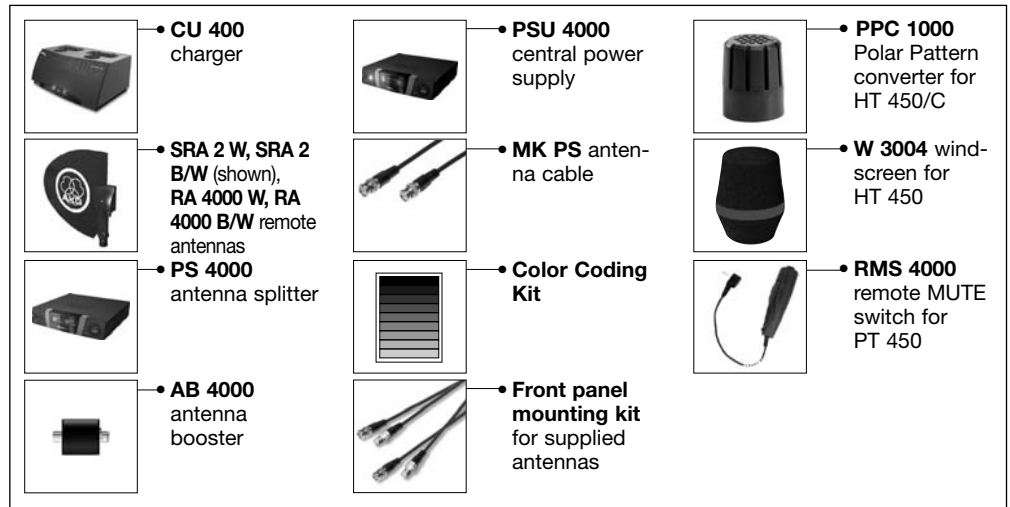 • CU 400
charger
• SRA 2 W, SRA 2
B/W (shown),
RA 4000 W, RA
4000 B/W remote
antennas
AKG
• PS 4000
antenna splitter
• AB 4000
antenna
booster
• PSU 4000
central power
supply
• MK PS anten-
na cable
• Color Coding
Kit
• Front panel
mounting kit
for supplied
antennas
• PPC 1000
Polar Pattern
converter for
HT 450/C
• W 3004 wind-
screen for
HT 450
• RMS 4000
remote MUTE
switch for
PT 450